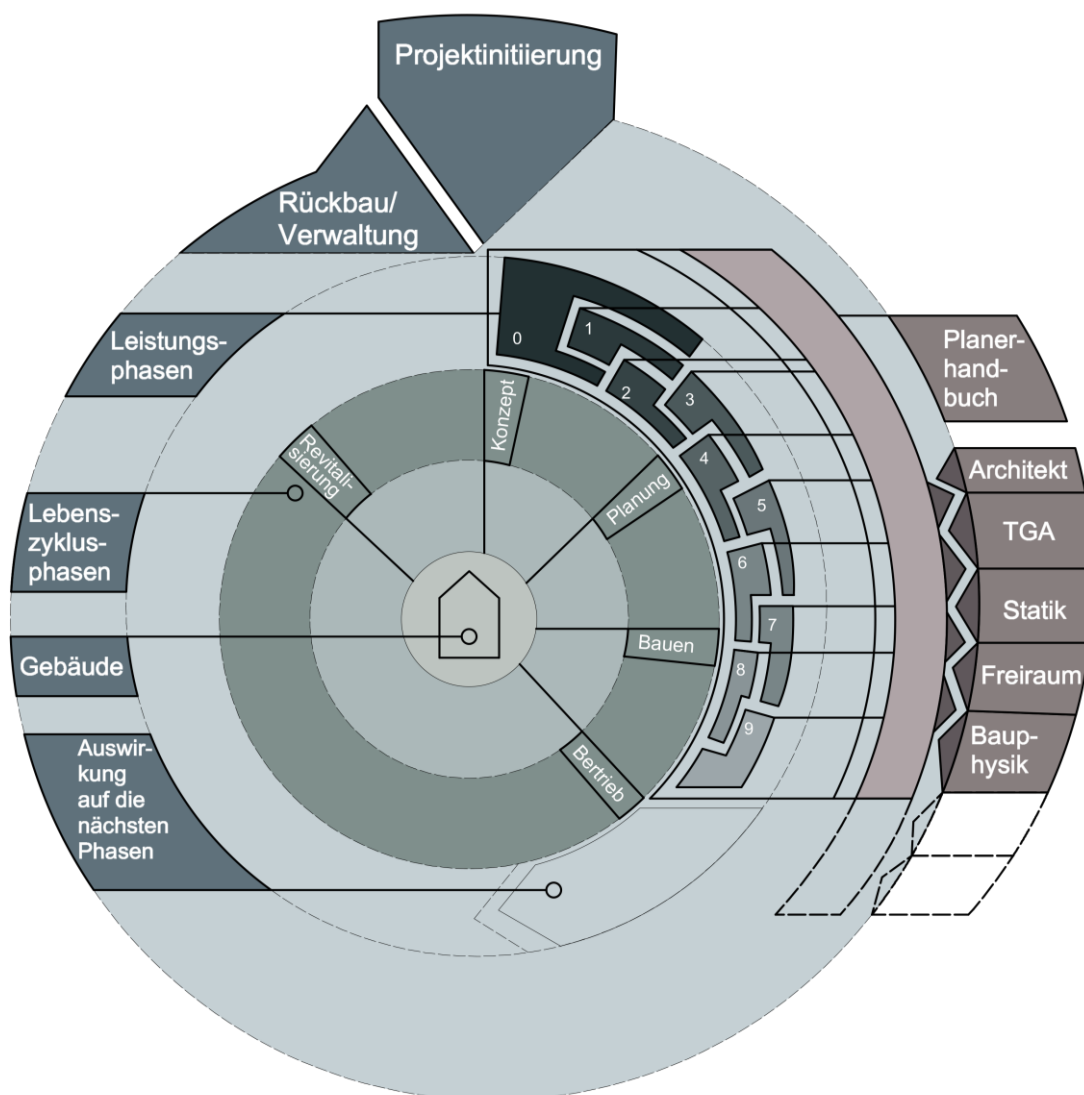 Projektinitiierung
Rückbau/
Verwaltung
Leistungs-
phasen
Lebens-
zyklus-
phasen
Gebäude
Auswir-
kung
auf die
nächsten
Phasen
Konzept
Planung
Bauen
Bertrieb
Revitali-
sierung
0
1
2
3
4
5
6
7
8
9
Planer-
hand-
buch
Architekt
TGA
Statik
Freiraum
Baup-
hysik